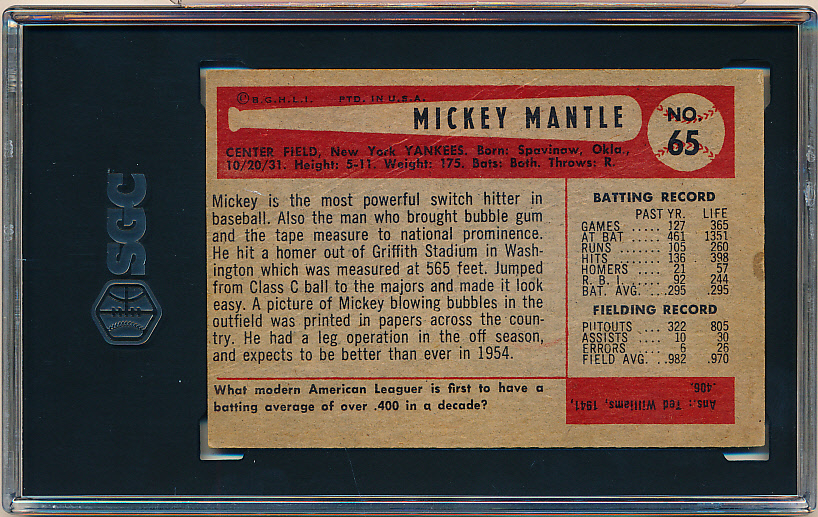 SGC
© B.G.H.L.I. PTD. IN U.S.A.
MICKEY MANTLE
NO. 65
CENTER FIELD, New York YANKEES. Born: Spavinaw, Okla.,
10/20/31. Height: 5-11. Weight: 175. Bats: Both. Throws: R.
Mickey is the most powerful switch hitter in
baseball. Also the man who brought bubble gum
and the tape measure to national prominence.
He hit a homer out of Griffith Stadium in Wash-
ington which was measured at 565 feet. Jumped
from Class C ball to the majors and made it look
easy. A picture of Mickey blowing bubbles in the
outfield was printed in papers across the coun-
try. He had a leg operation in the off season,
and expects to be better than ever in 1954.
BATTING RECORD
PAST YR. LIFE
GAMES .... 127 365
AT BAT .... 461 1351
RUNS .... 105 260
HITS .... 136 398
HOMERS .... 21 57
R. B. I. .... 92 244
BAT. AVG. ....295 .295
FIELDING RECORD
PUTOUTS .... 322 805
ASSISTS .... 10 30
ERRORS .... 6 26
FIELD AVG. ...982 .970
What modern American Leaguer is first to have a
batting average of over .400 in a decade?
Ans.: Ted Williams, 1941,
.406.